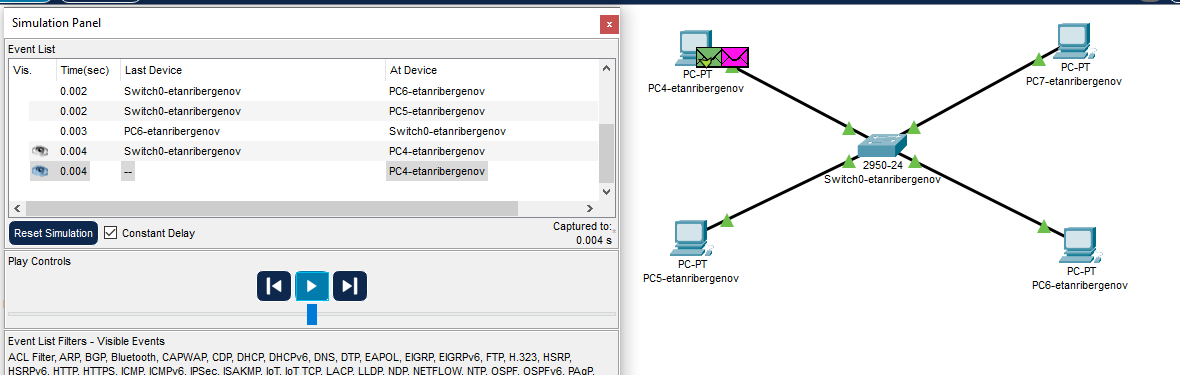 Simulation Panel
x
Event List
Vis. Time(sec) Last Device At Device
0.002 Switch0-etanribergenov PC6-etanribergenov
0.002 Switch0-etanribergenov PC5-etanribergenov
0.003 PC6-etanribergenov Switch0-etanribergenov
0.004 Switch0-etanribergenov PC4-etanribergenov
0.004 -- PC4-etanribergenov
Reset Simulation Constant Delay
Captured to:
0.004 s
Play Controls
Event List Filters - Visible Events
ACL Filter, ARP, BGP, Bluetooth, CAPWAP, CDP, DHCP, DHCPv6, DNS, DTP, EAPOL, EIGRP, EIGRPv6, FTP, H.323, HSRP,
HSRPv6, HTTP, HTTPS, ICMP, ICMPv6, IPSec, ISAKMP, IoT, IoT TCP, LACP, LLDP, NDP, NETFLOW, NTP, OSPF, OSPFv6, PAgP,
PC-PT
PC4-etanribergenov
PC-PT
PC7-etanribergenov
2950-24
Switch0-etanribergenov
PC-PT
PC5-etanribergenov
PC-PT
PC6-etanribergenov